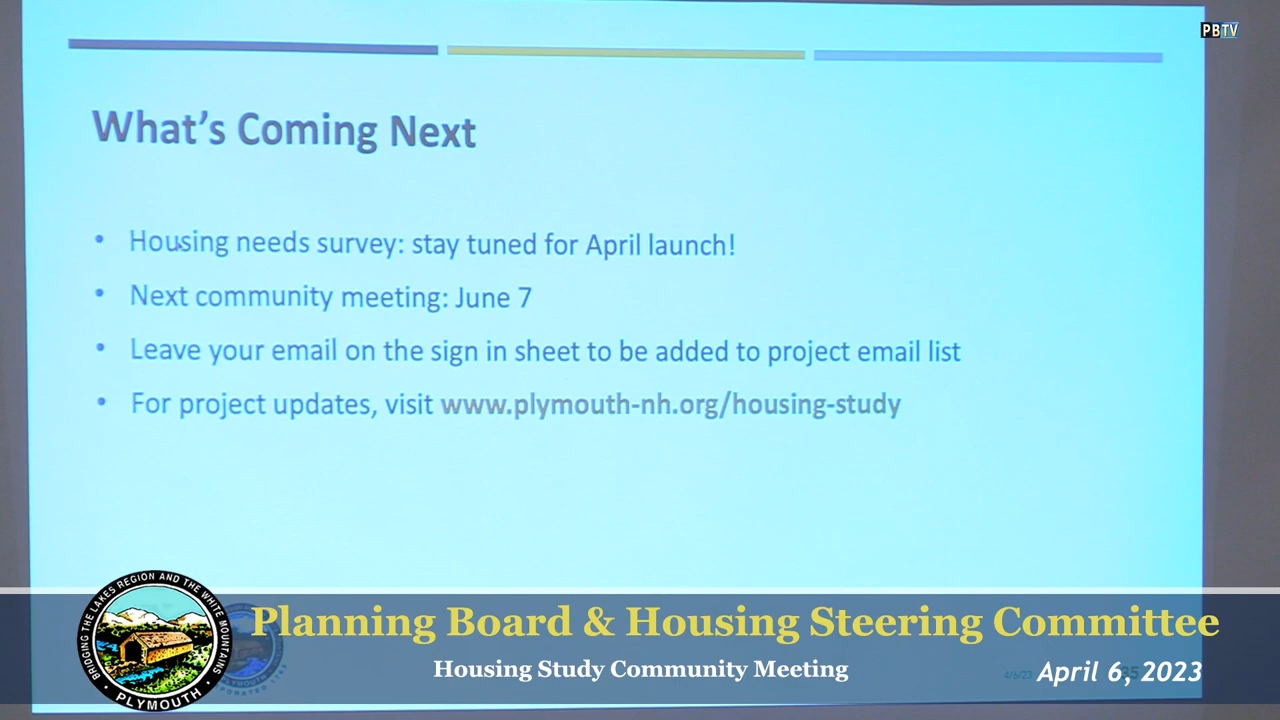 PBTV
What's Coming Next
• Housing needs survey: stay tuned for April launch!
• Next community meeting: June 7
• Leave your email on the sign in sheet to be added to project email list
• For project updates, visit www.plymouth-nh.org/housing-study
BRIDGING THE LAKES REGION AND THE WHITE MOUNTAINS
• PLYMOUTH •
Planning Board & Housing Steering Committee
Housing Study Community Meeting
4/6/23
April 6, 2023